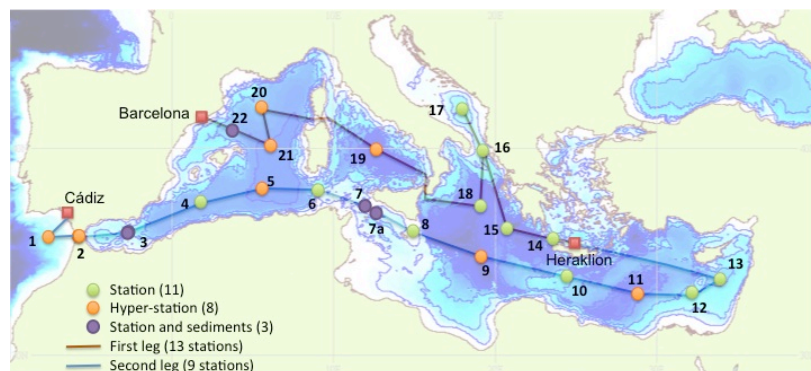 20
Barcelona
22
17
16
21
19
Cádiz
5
4
7
18
6
1
2
3
7a
8
15
14
Heraklion
9
13
10
11
12
Station (11)
Hyper-station (8)
Station and sediments (3)
First leg (13 stations)
Second leg (9 stations)